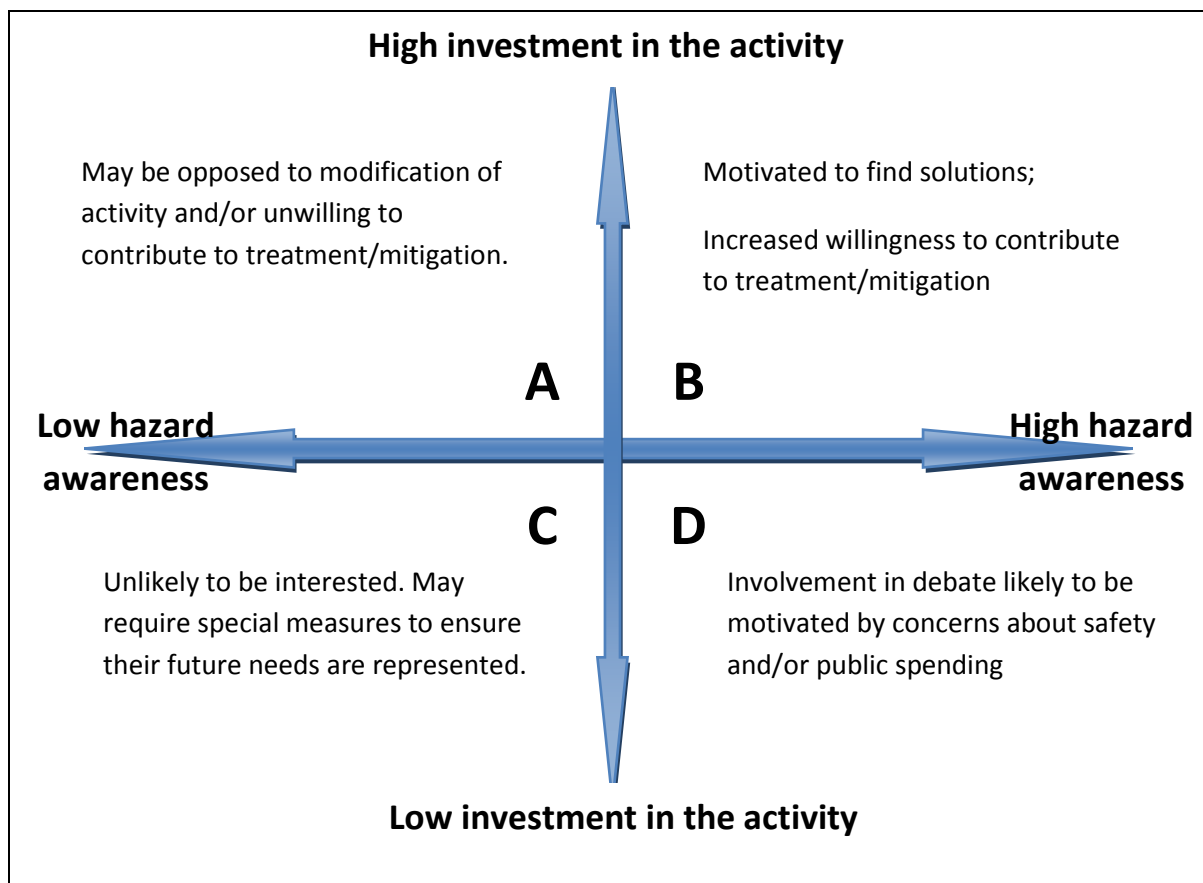 High investment in the activity
May be opposed to modification of
activity and/or unwilling to
contribute to treatment/mitigation.
Motivated to find solutions;
Increased willingness to contribute
to treatment/mitigation
A
B
Low hazard
awareness
High hazard
awareness
C
D
Unlikely to be interested. May
require special measures to ensure
their future needs are represented.
Involvement in debate likely to be
motivated by concerns about safety
and/or public spending
Low investment in the activity